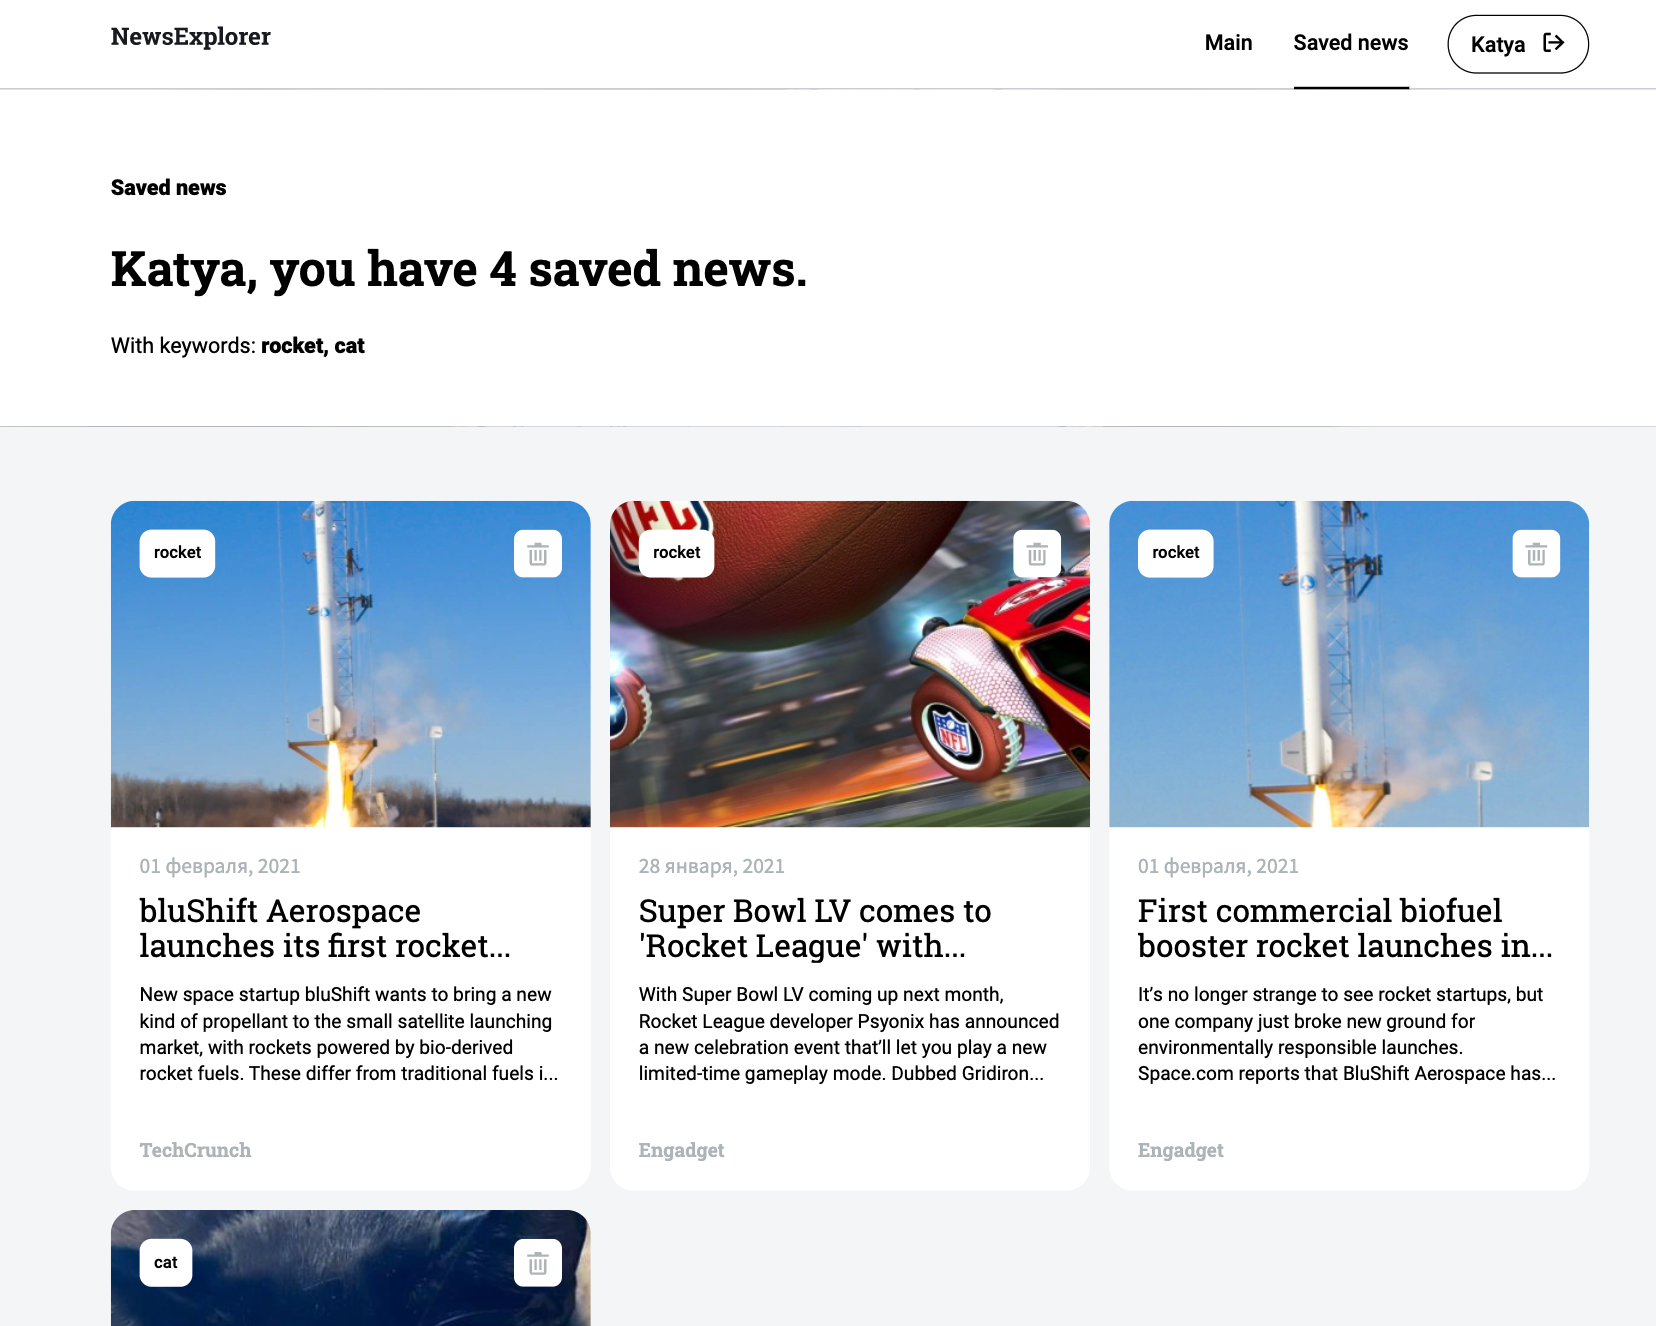 NewsExplorer
Main
Saved news
Katya
Saved news
Katya, you have 4 saved news.
With keywords: rocket, cat
rocket
NFL
rocket
NFL
rocket
01 февраля, 2021
bluShift Aerospace
launches its first rocket...
New space startup bluShift wants to bring a new
kind of propellant to the small satellite launching
market, with rockets powered by bio-derived
rocket fuels. These differ from traditional fuels i...
TechCrunch
28 января, 2021
Super Bowl LV comes to
'Rocket League' with...
With Super Bowl LV coming up next month,
Rocket League developer Psyonix has announced
a new celebration event that’ll let you play a new
limited-time gameplay mode. Dubbed Gridiron...
Engadget
01 февраля, 2021
First commercial biofuel
booster rocket launches in...
It’s no longer strange to see rocket startups, but
one company just broke new ground for
environmentally responsible launches.
Space.com reports that BluShift Aerospace has...
Engadget
cat